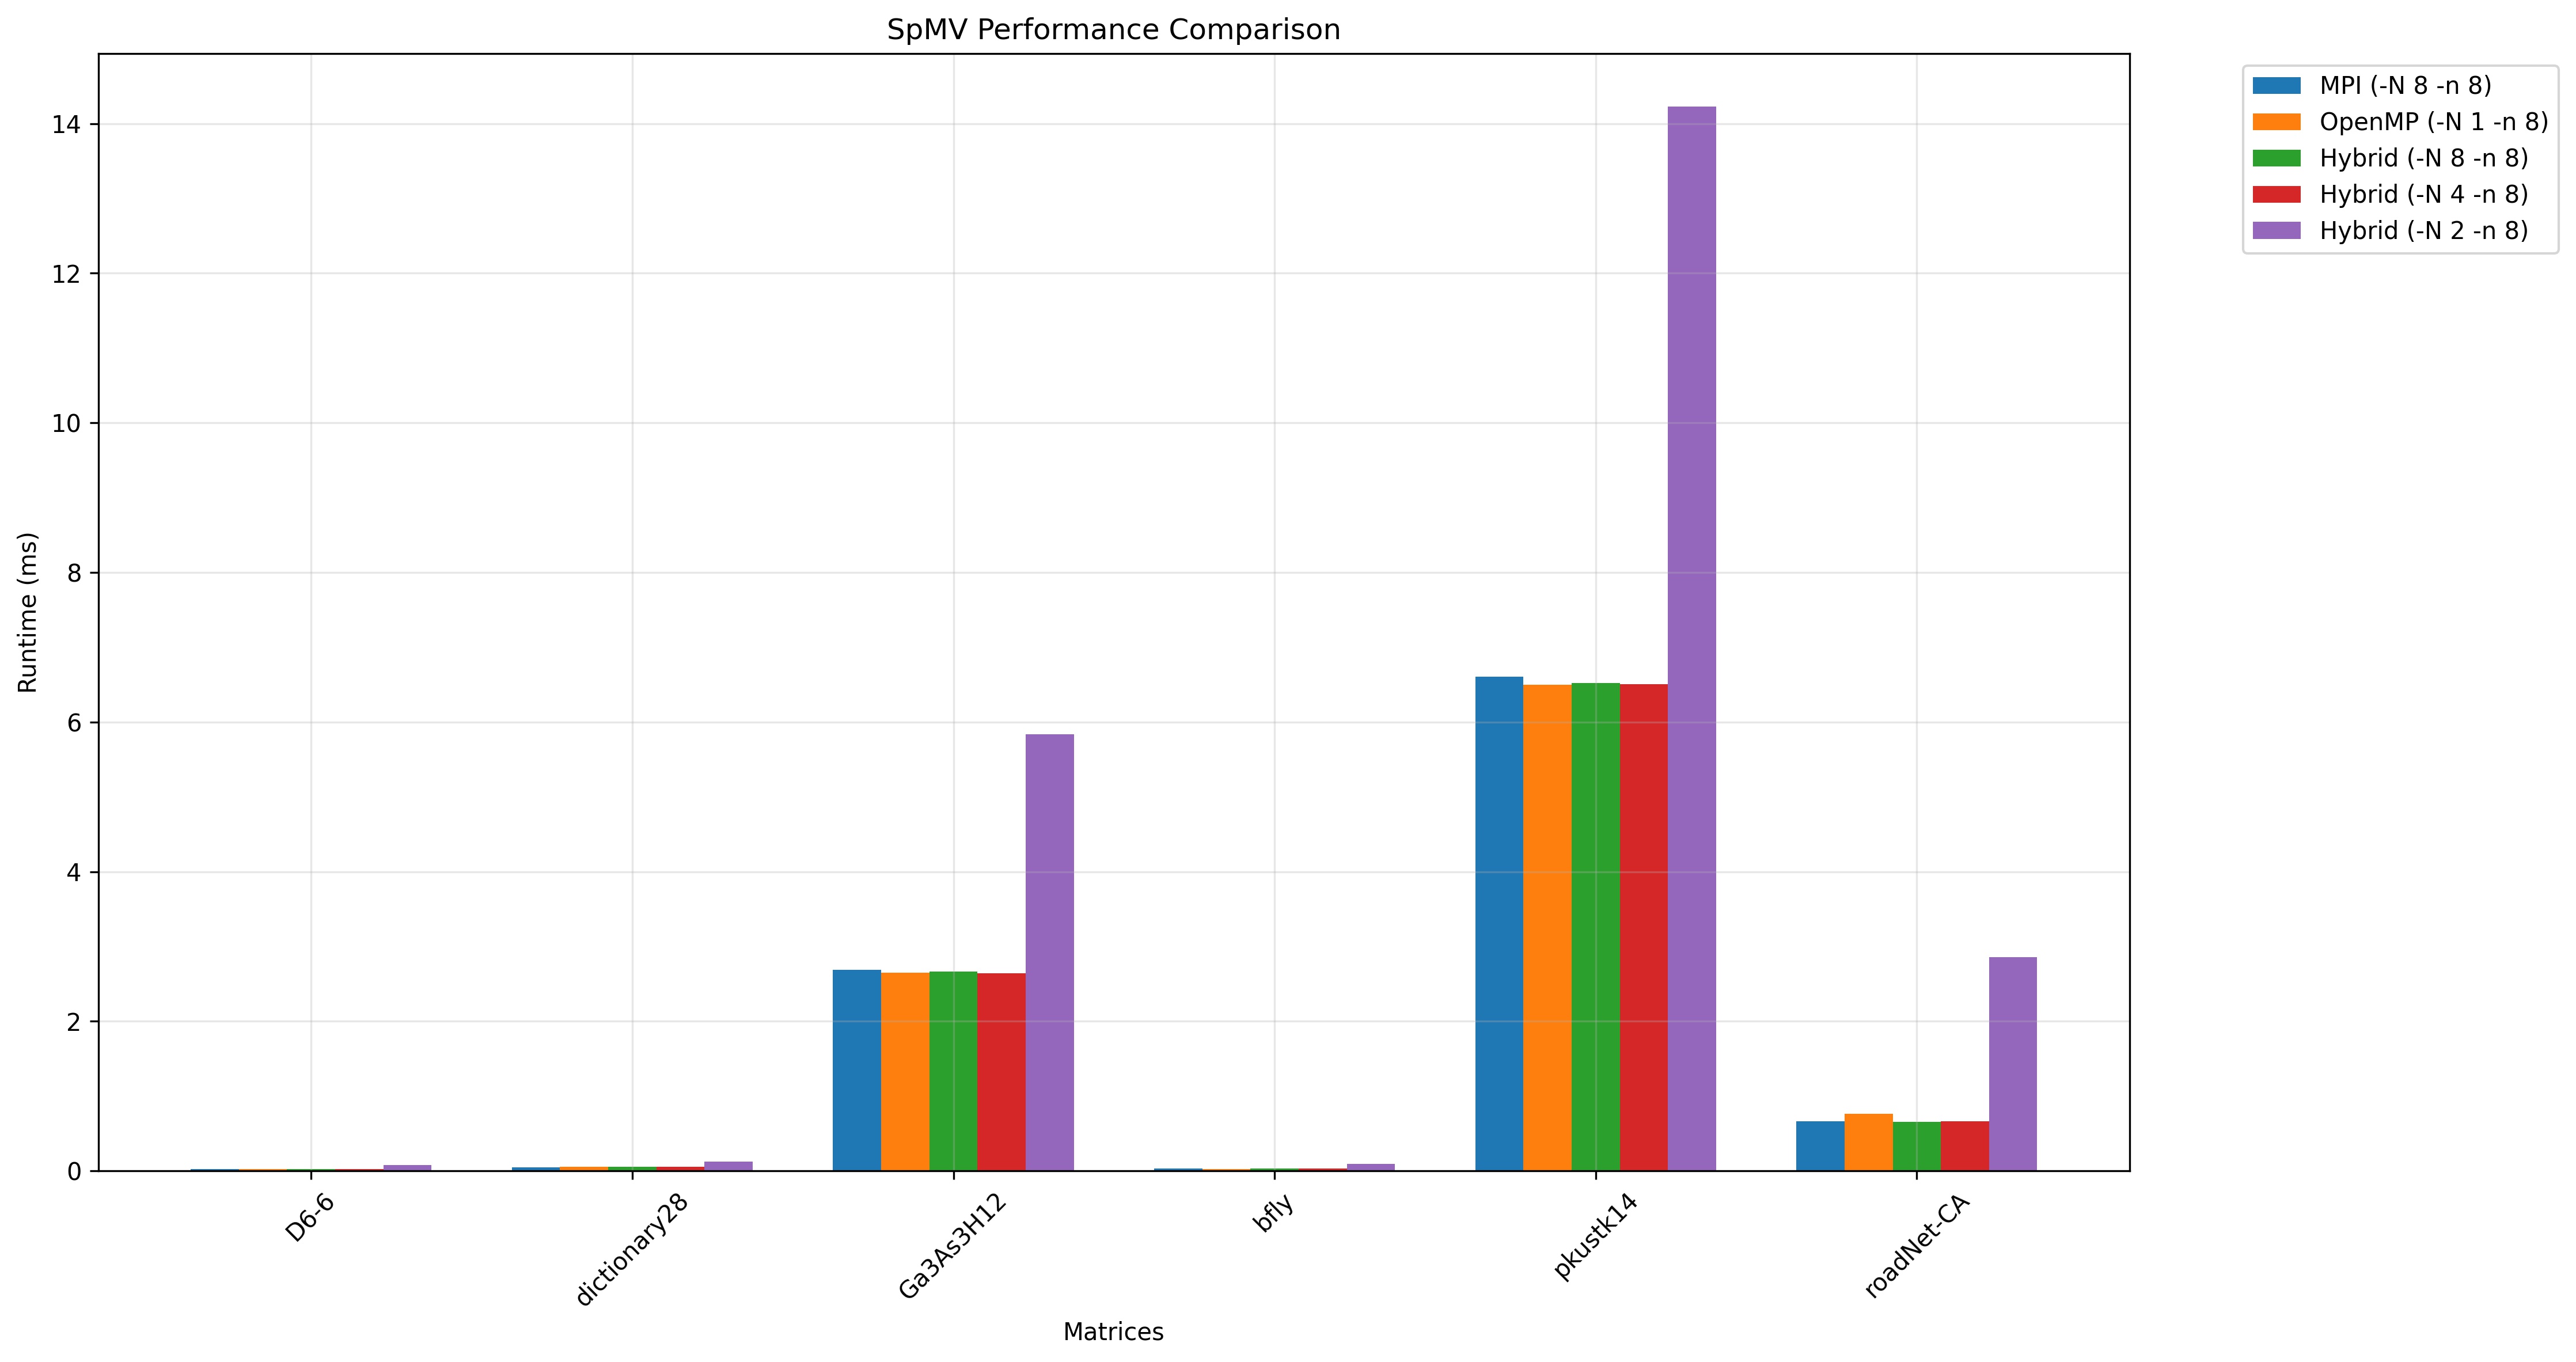 SpMV Performance Comparison
MPI (-N 8 -n 8)
OpenMP (-N 1 -n 8)
Hybrid (-N 8 -n 8)
Hybrid (-N 4 -n 8)
Hybrid (-N 2 -n 8)
Runtime (ms)
14
12
10
8
6
4
2
0
D6-6
dictionary28
Ga3As3H12
bfly
pkustk14
roadNet-CA
Matrices